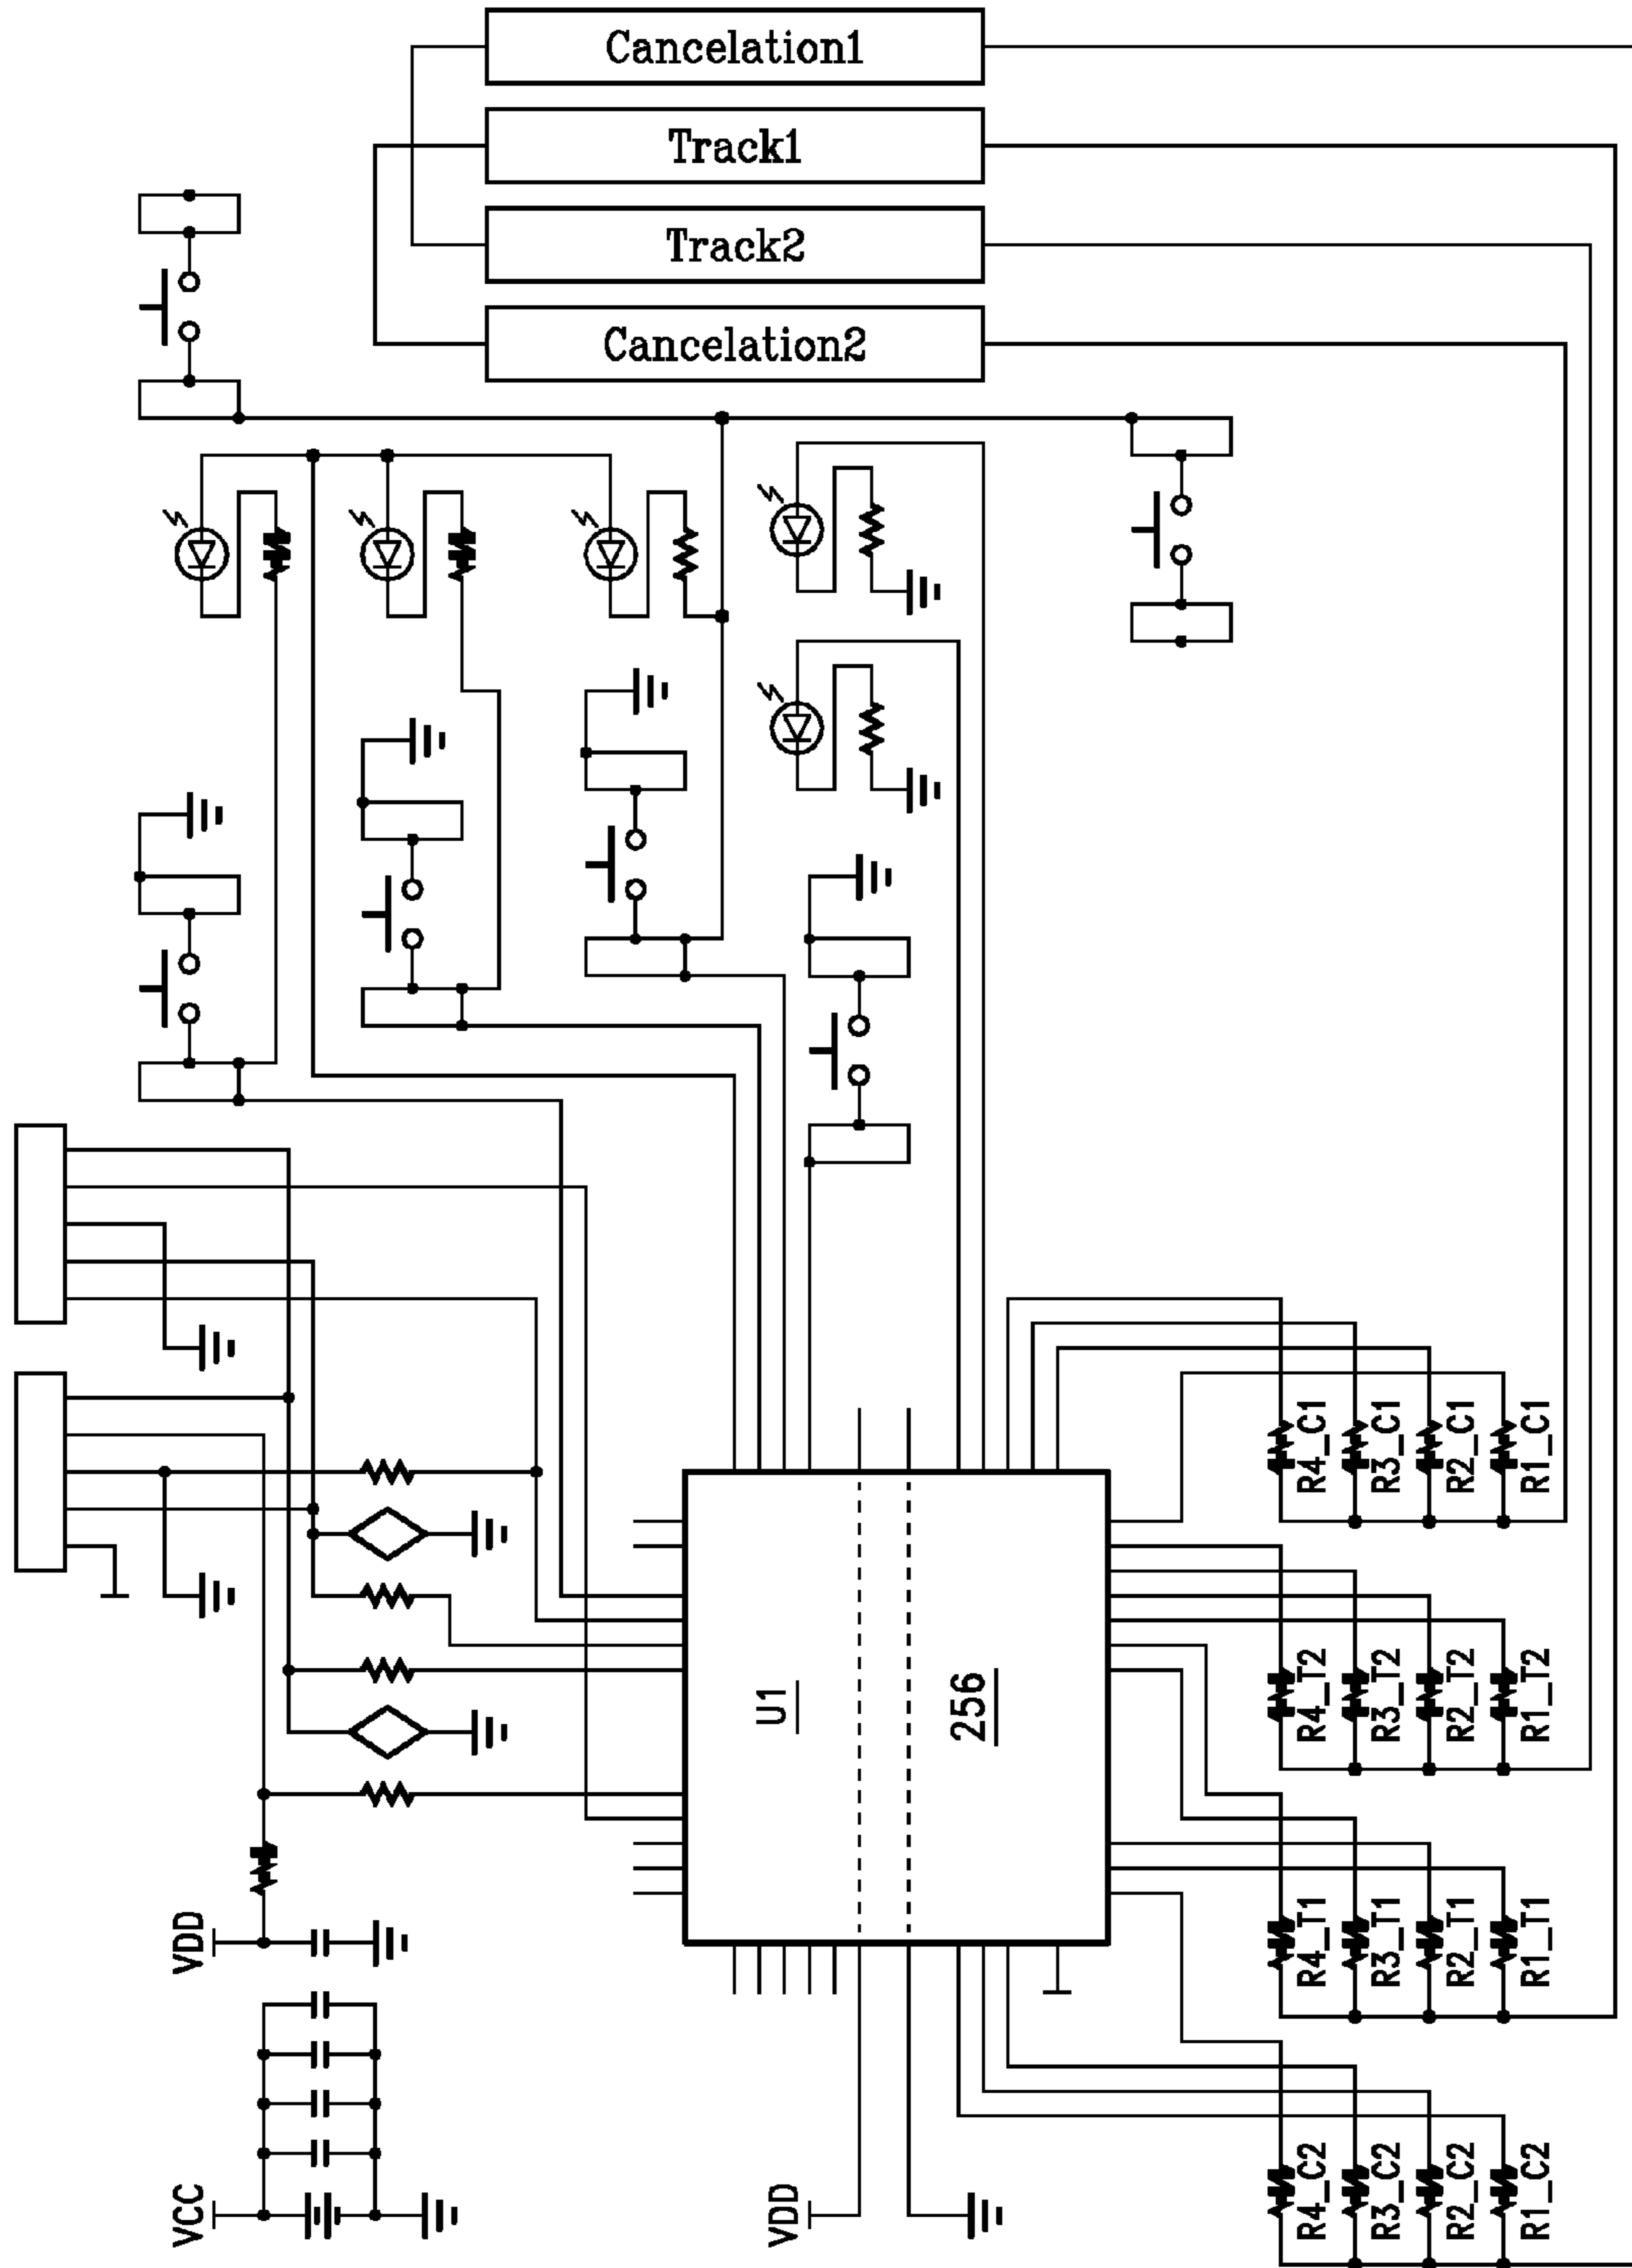 Cancelation1
Track1
Track2
Cancelation2
R4_C1
R3_C1
R2_C1
R1_C1
U1
256
R4_T2
R3_T2
R2_T2
R1_T2
VDD
R4_T1
R3_T1
R2_T1
R1_T1
VCC
VDD
R4_C2
R3_C2
R2_C2
R1_C2